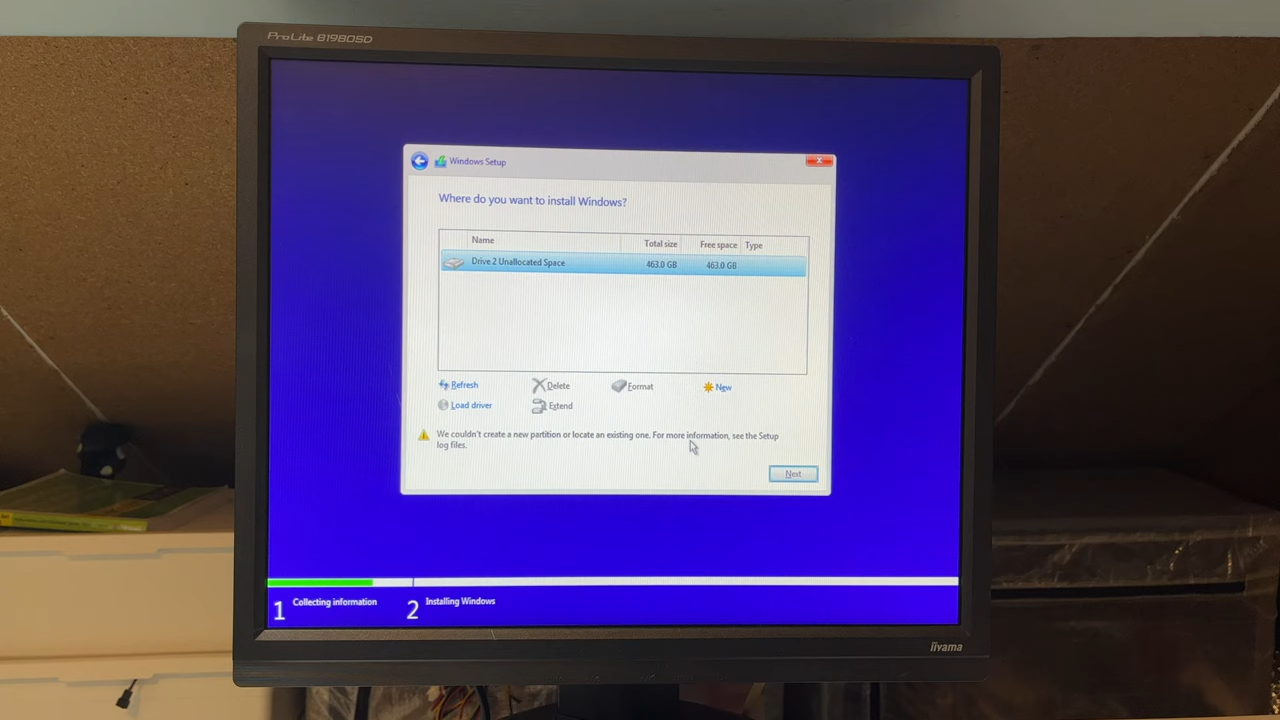 ProLite B1980SD
Windows Setup
Where do you want to install Windows?
Name Total size Free space Type
Drive 2 Unallocated Space 463.0 GB 463.0 GB
Refresh Delete Format New
Load driver Extend
We couldn't create a new partition or locate an existing one. For more information, see the Setup
log files.
Next
1 Collecting information 2 Installing Windows
iiyama